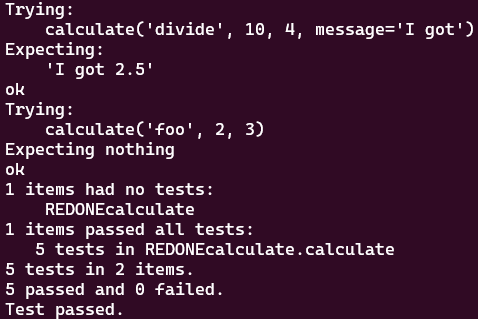 Trying:
    calculate('divide', 10, 4, message='I got')
Expecting:
    'I got 2.5'
ok
Trying:
    calculate('foo', 2, 3)
Expecting nothing
ok
1 items had no tests:
    REDONEcalculate
1 items passed all tests:
   5 tests in REDONEcalculate.calculate
5 tests in 2 items.
5 passed and 0 failed.
Test passed.